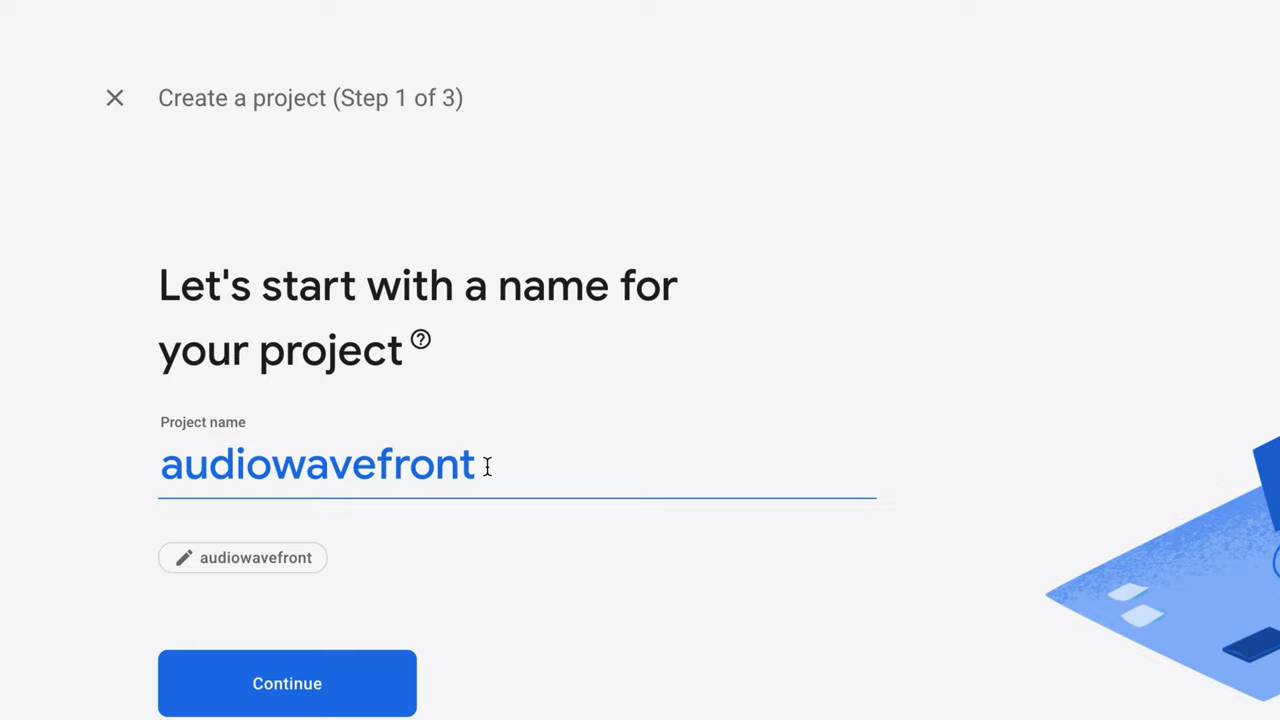 Create a project (Step 1 of 3)
Let's start with a name for
your project
Project name
audiowavefront
audiowavefront
Continue